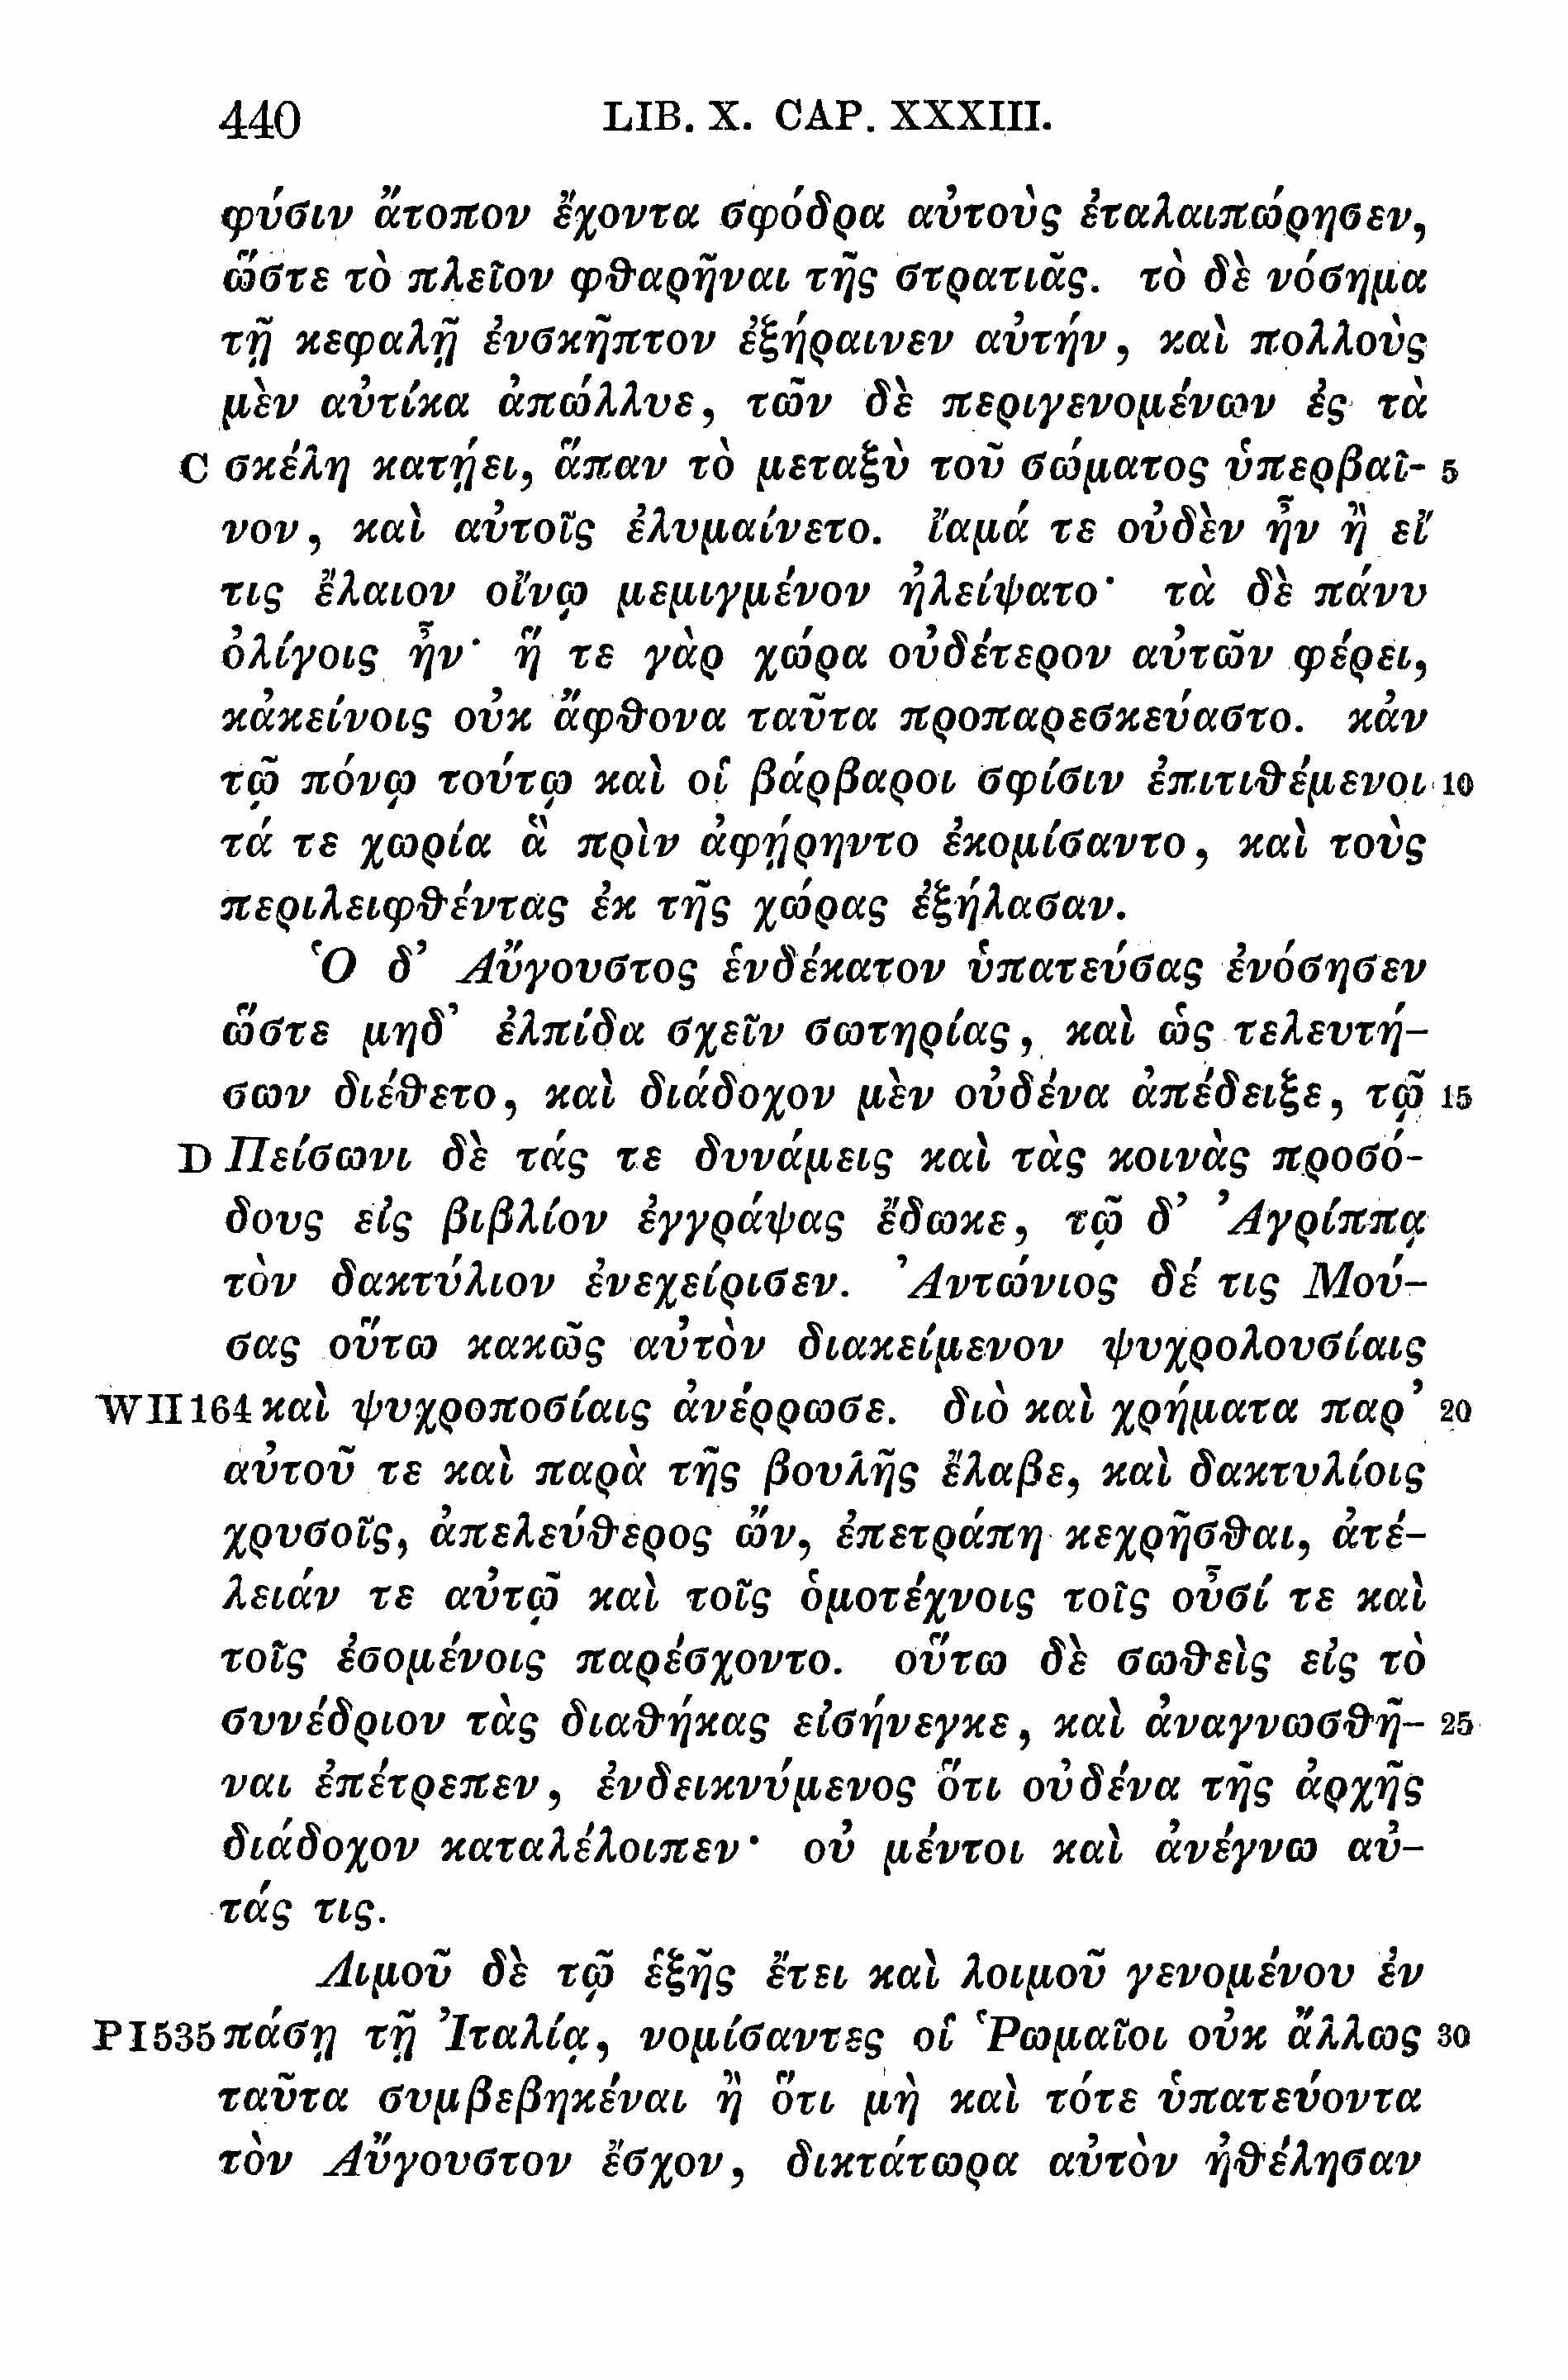 440 LIB. X. CAP. XXXIII.
φύσιν ἄτοπον ἔχοντα σφόδρα αὐτοὺς ἐταλαιπώρησεν,
ὥστε τὸ πλεῖον φθαρῆναι τῆς στρατιᾶς. τὸ δὲ νόσημα
τῇ κεφαλῇ ἐνσκῆπτον ἐξήραινεν αὐτήν, καὶ πολλοὺς
μὲν αὐτίκα ἀπώλλυε, τῶν δὲ περιγενομένων ἐς τὰ
C σκέλη κατῄει, ἅπαν τὸ μεταξὺ τοῦ σώματος ὑπερβαῖ- 5
νον, καὶ αὐτοῖς ἐλυμαίνετο. ἴαμά τε οὐδὲν ἦν ἢ εἴ
τις ἔλαιον οἴνῳ μεμιγμένον ἠλείψατο· τὰ δὲ πάνυ
ὀλίγοις ἦν· ἥ τε γὰρ χώρα οὐδέτερον αὐτῶν φέρει,
κἀκείνοις οὐκ ἄφθονα ταῦτα προπαρεσκεύαστο. κἀν
τῷ πόνῳ τούτῳ καὶ οἱ βάρβαροι σφίσιν ἐπιτιθέμενοι 10
τά τε χωρία ἃ πρὶν ἀφῄρηντο ἐκομίσαντο, καὶ τοὺς
περιλειφθέντας ἐκ τῆς χώρας ἐξήλασαν.
Ὁ δ’ Αὔγουστος ἑνδέκατον ὑπατεύσας ἐνόσησεν
ὥστε μηδ’ ἐλπίδα σχεῖν σωτηρίας, καὶ ὡς τελευτή-
σων διέθετο, καὶ διάδοχον μὲν οὐδένα ἀπέδειξε, τῷ 15
D Πείσωνι δὲ τάς τε δυνάμεις καὶ τὰς κοινὰς προσό-
δους εἰς βιβλίον ἐγγράψας ἔδωκε, τῷ δ’ Ἀγρίππᾳ
τὸν δακτύλιον ἐνεχείρισεν. Ἀντώνιος δέ τις Μού-
σας οὕτω κακῶς αὐτὸν διακείμενον ψυχρολουσίαις
WII164 καὶ ψυχροποσίαις ἀνέρρωσε. διὸ καὶ χρήματα παρ’ 20
αὐτοῦ τε καὶ παρὰ τῆς βουλῆς ἔλαβε, καὶ δακτυλίοις
χρυσοῖς, ἀπελεύθερος ὤν, ἐπετράπη κεχρῆσθαι, ἀτέ-
λειάν τε αὐτῷ καὶ τοῖς ὁμοτέχνοις τοῖς οὖσί τε καὶ
τοῖς ἐσομένοις παρέσχοντο. οὕτω δὲ σωθεὶς εἰς τὸ
συνέδριον τὰς διαθήκας εἰσήνεγκε, καὶ ἀναγνωσθῆ- 25
ναι ἐπέτρεπεν, ἐνδεικνύμενος ὅτι οὐδένα τῆς ἀρχῆς
διάδοχον καταλέλοιπεν· οὐ μέντοι καὶ ἀνέγνω αὐ-
τάς τις.
Λιμοῦ δὲ τῷ ἑξῆς ἔτει καὶ λοιμοῦ γενομένου ἐν
PI535 πάσῃ τῇ Ἰταλίᾳ, νομίσαντες οἱ Ῥωμαῖοι οὐκ ἄλλως 30
ταῦτα συμβεβηκέναι ἢ ὅτι μὴ καὶ τότε ὑπατεύοντα
τὸν Αὔγουστον ἔσχον, δικτάτωρα αὐτὸν ἠθέλησαν